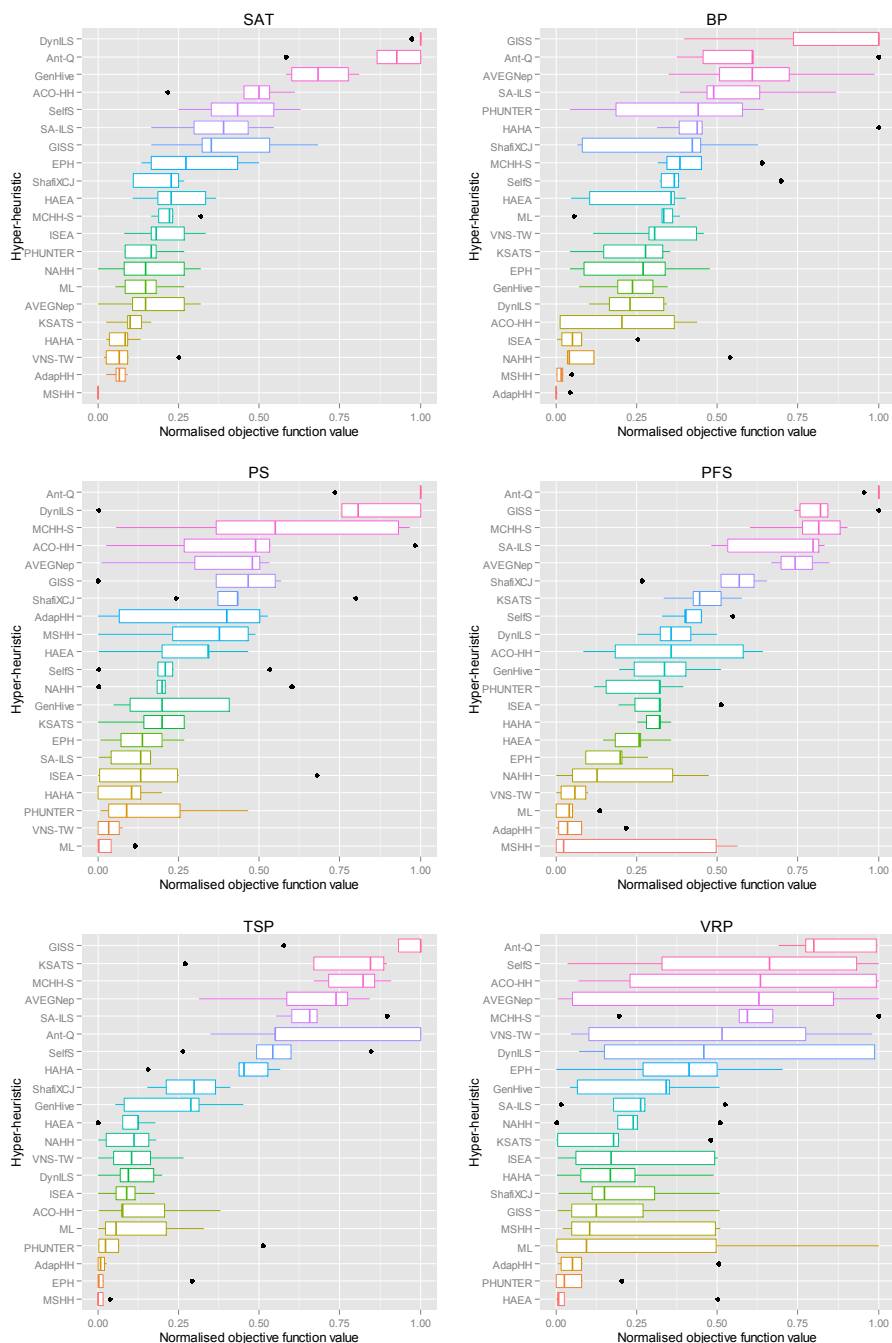 SAT
Hyper-heuristic
DynILS
Ant-Q
GenHive
ACO-HH
SelfS
SA-ILS
GISS
EPH
ShafiXCJ
HAEA
MCHH-S
ISEA
PHUNTER
NAHH
ML
AVEGNep
KSATS
HAHA
VNS-TW
AdapHH
MSHH
0.00 0.25 0.50 0.75 1.00
Normalised objective function value
BP
Hyper-heuristic
GISS
Ant-Q
AVEGNep
SA-ILS
PHUNTER
HAHA
ShafiXCJ
MCHH-S
SelfS
HAEA
ML
VNS-TW
KSATS
EPH
GenHive
DynILS
ACO-HH
ISEA
NAHH
MSHH
AdapHH
0.00 0.25 0.50 0.75 1.00
Normalised objective function value
PS
Hyper-heuristic
Ant-Q
DynILS
MCHH-S
ACO-HH
AVEGNep
GISS
ShafiXCJ
AdapHH
MSHH
HAEA
SelfS
NAHH
GenHive
KSATS
EPH
SA-ILS
ISEA
HAHA
PHUNTER
VNS-TW
ML
0.00 0.25 0.50 0.75 1.00
Normalised objective function value
PFS
Hyper-heuristic
Ant-Q
GISS
MCHH-S
SA-ILS
AVEGNep
ShafiXCJ
KSATS
SelfS
DynILS
ACO-HH
GenHive
PHUNTER
ISEA
HAHA
HAEA
EPH
NAHH
VNS-TW
ML
AdapHH
MSHH
0.00 0.25 0.50 0.75 1.00
Normalised objective function value
TSP
Hyper-heuristic
GISS
KSATS
MCHH-S
AVEGNep
SA-ILS
Ant-Q
SelfS
HAHA
ShafiXCJ
GenHive
HAEA
NAHH
VNS-TW
DynILS
ISEA
ACO-HH
ML
PHUNTER
AdapHH
EPH
MSHH
0.00 0.25 0.50 0.75 1.00
Normalised objective function value
VRP
Hyper-heuristic
Ant-Q
SelfS
ACO-HH
AVEGNep
MCHH-S
VNS-TW
DynILS
EPH
GenHive
SA-ILS
NAHH
KSATS
ISEA
HAHA
ShafiXCJ
GISS
MSHH
ML
AdapHH
PHUNTER
HAEA
0.00 0.25 0.50 0.75 1.00
Normalised objective function value